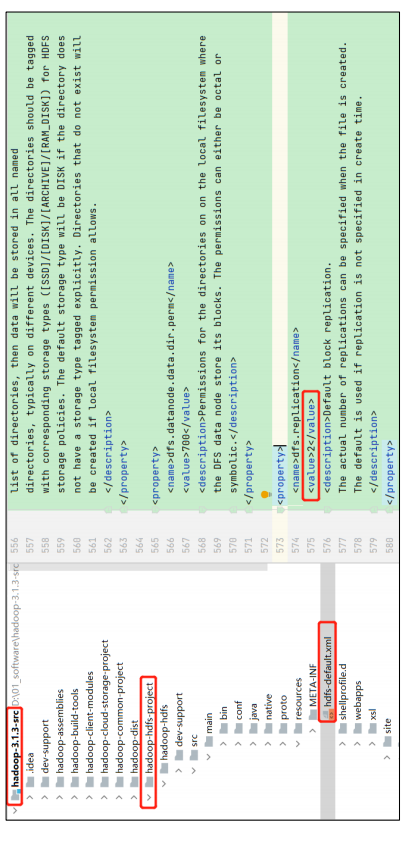 hadoop-3.1.3-src D:\01_software\hadoop-3.1.3-src
.idea
dev-support
hadoop-assemblies
hadoop-build-tools
hadoop-client-modules
hadoop-cloud-storage-project
hadoop-common-project
hadoop-dist
hadoop-hdfs-project
hadoop-hdfs
dev-support
src
main
bin
conf
java
native
proto
resources
META-INF
hdfs-default.xml
shellprofile.d
webapps
xsl
site
556 list of directories, then data will be stored in all named
557 directories, typically on different devices. The directories should be tagged
558 with corresponding storage types ([SSD]/[DISK]/[ARCHIVE]/[RAM_DISK]) for HDFS
559 storage policies. The default storage type will be DISK if the directory does
560 not have a storage type tagged explicitly. Directories that do not exist will
561 be created if local filesystem permission allows.
562 </description>
563 </property>
564
565 <property>
566 <name>dfs.datanode.data.dir.perm</name>
567 <value>700</value>
568 <description>Permissions for the directories on on the local filesystem where
569 the DFS data node store its blocks. The permissions can either be octal or
570 symbolic.</description>
571 </property>
572
573 <property>
574 <name>dfs.replication</name>
575 <value>2</value>
576 <description>Default block replication.
577 The actual number of replications can be specified when the file is created.
578 The default is used if replication is not specified in create time.
579 </description>
580 </property>